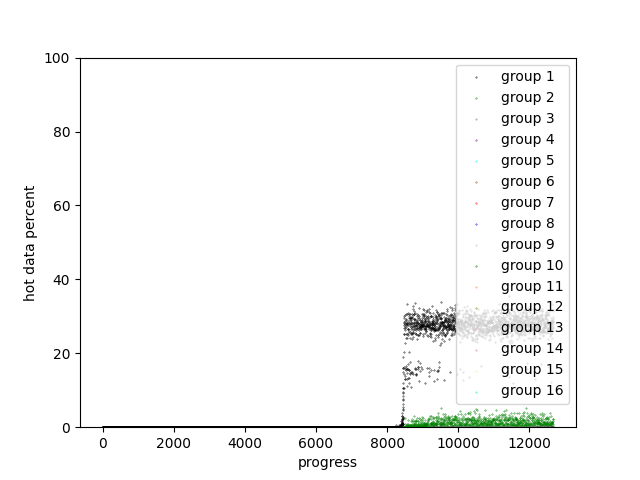 100
80
60
40
20
0
hot data percent
0 2000 4000 6000 8000 10000 12000
progress
group 1
group 2
group 3
group 4
group 5
group 6
group 7
group 8
group 9
group 10
group 11
group 12
group 13
group 14
group 15
group 16